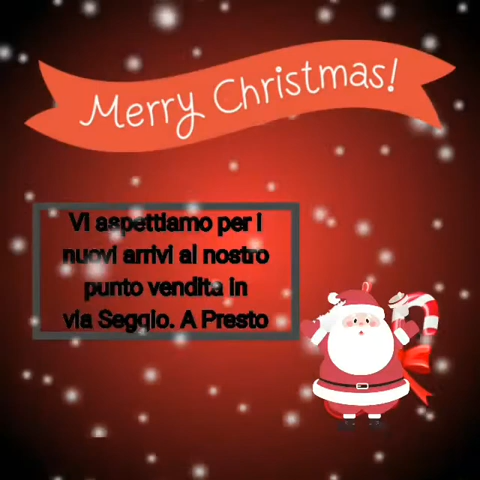 Merry Christmas!
Vi aspettiamo per i
nuovi arrivi al nostro
punto vendita in
via Seggio. A Presto